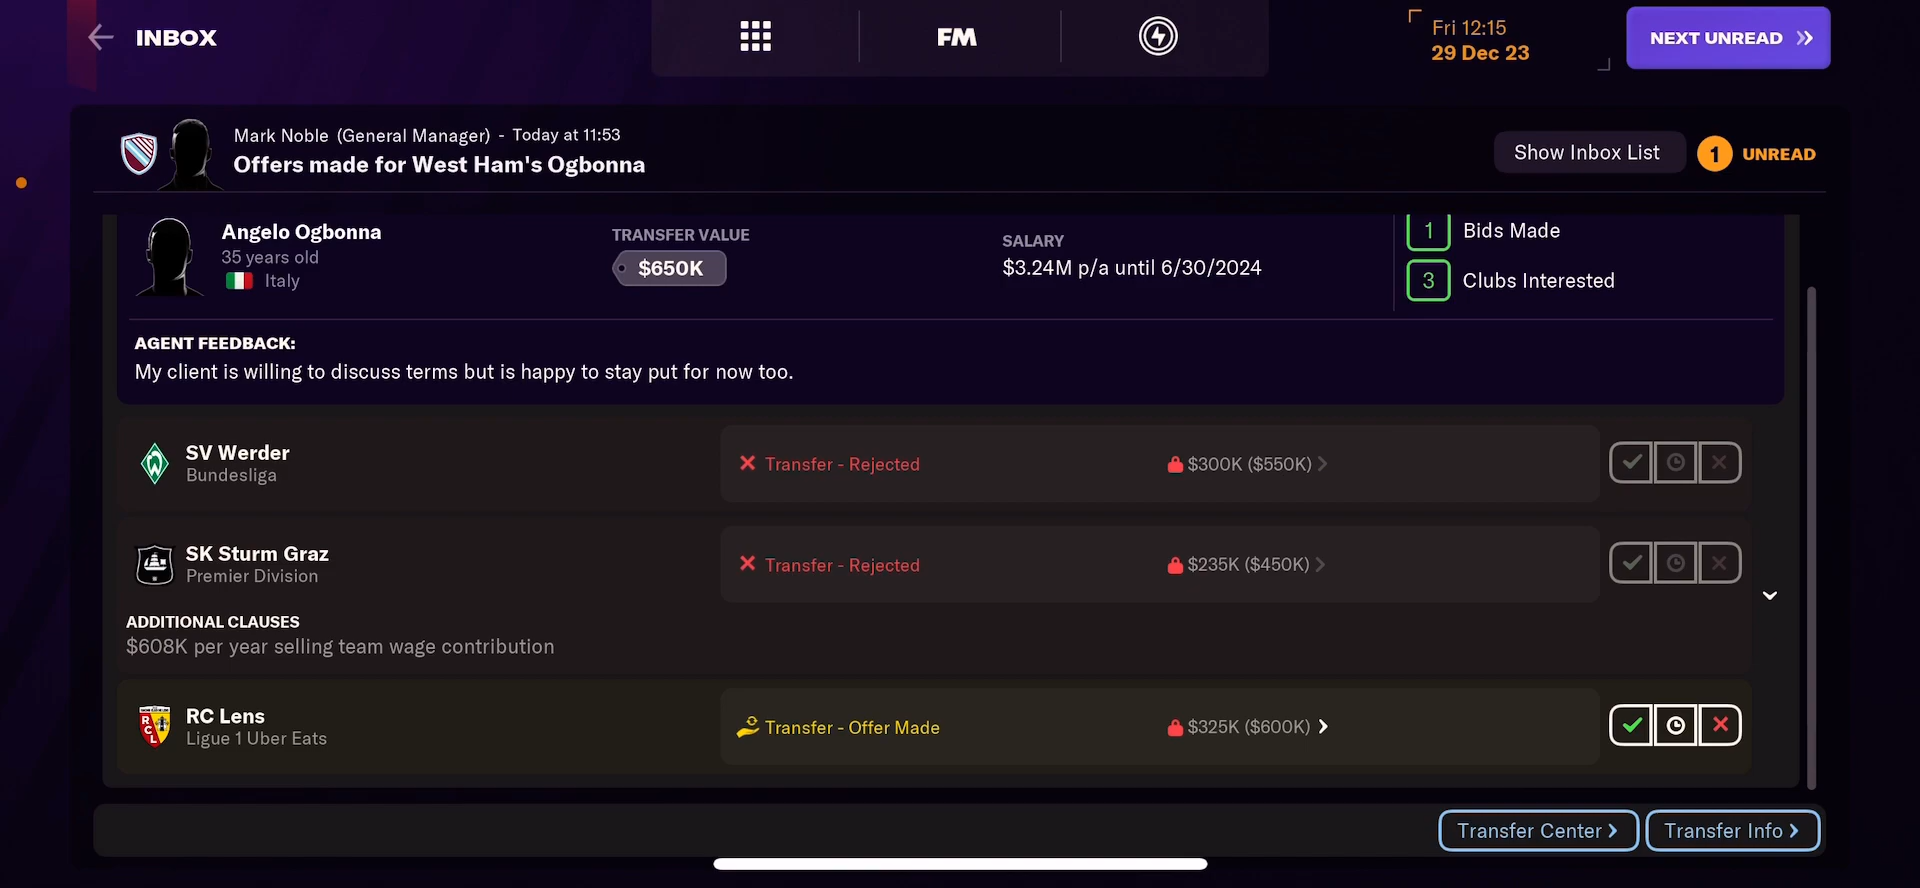 INBOX
FM
Fri 12:15
29 Dec 23
NEXT UNREAD
Mark Noble (General Manager) - Today at 11:53
Offers made for West Ham's Ogbonna
Show Inbox List
1 UNREAD
Angelo Ogbonna
35 years old
Italy
TRANSFER VALUE
$650K
SALARY
$3.24M p/a until 6/30/2024
1 Bids Made
3 Clubs Interested
AGENT FEEDBACK:
My client is willing to discuss terms but is happy to stay put for now too.
SV Werder
Bundesliga
Transfer - Rejected
$300K ($550K)
SK Sturm Graz
Premier Division
Transfer - Rejected
$235K ($450K)
ADDITIONAL CLAUSES
$608K per year selling team wage contribution
RC Lens
Ligue 1 Uber Eats
Transfer - Offer Made
$325K ($600K)
Transfer Center
Transfer Info